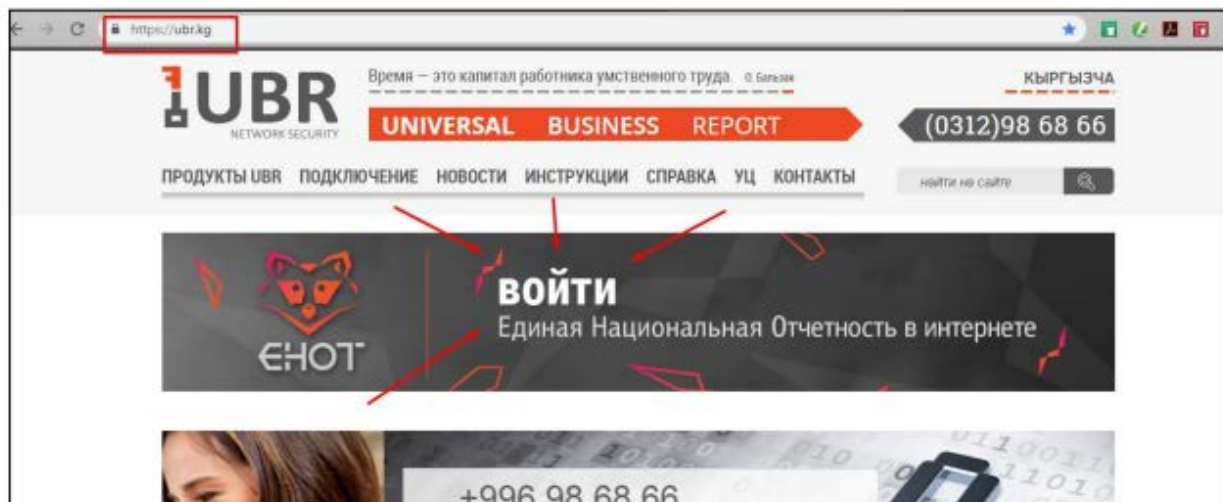 https://ubr.kg
UBR
NETWORK SECURITY
Время – это капитал работника умственного труда. О. Бальзак
КЫРГЫЗЧА
UNIVERSAL BUSINESS REPORT
(0312)98 68 66
ПРОДУКТЫ UBR ПОДКЛЮЧЕНИЕ НОВОСТИ ИНСТРУКЦИИ СПРАВКА УЦ КОНТАКТЫ
найти на сайте
ЕНОТ
ВОЙТИ
Единая Национальная Отчетность в интернете
+996 98 68 66